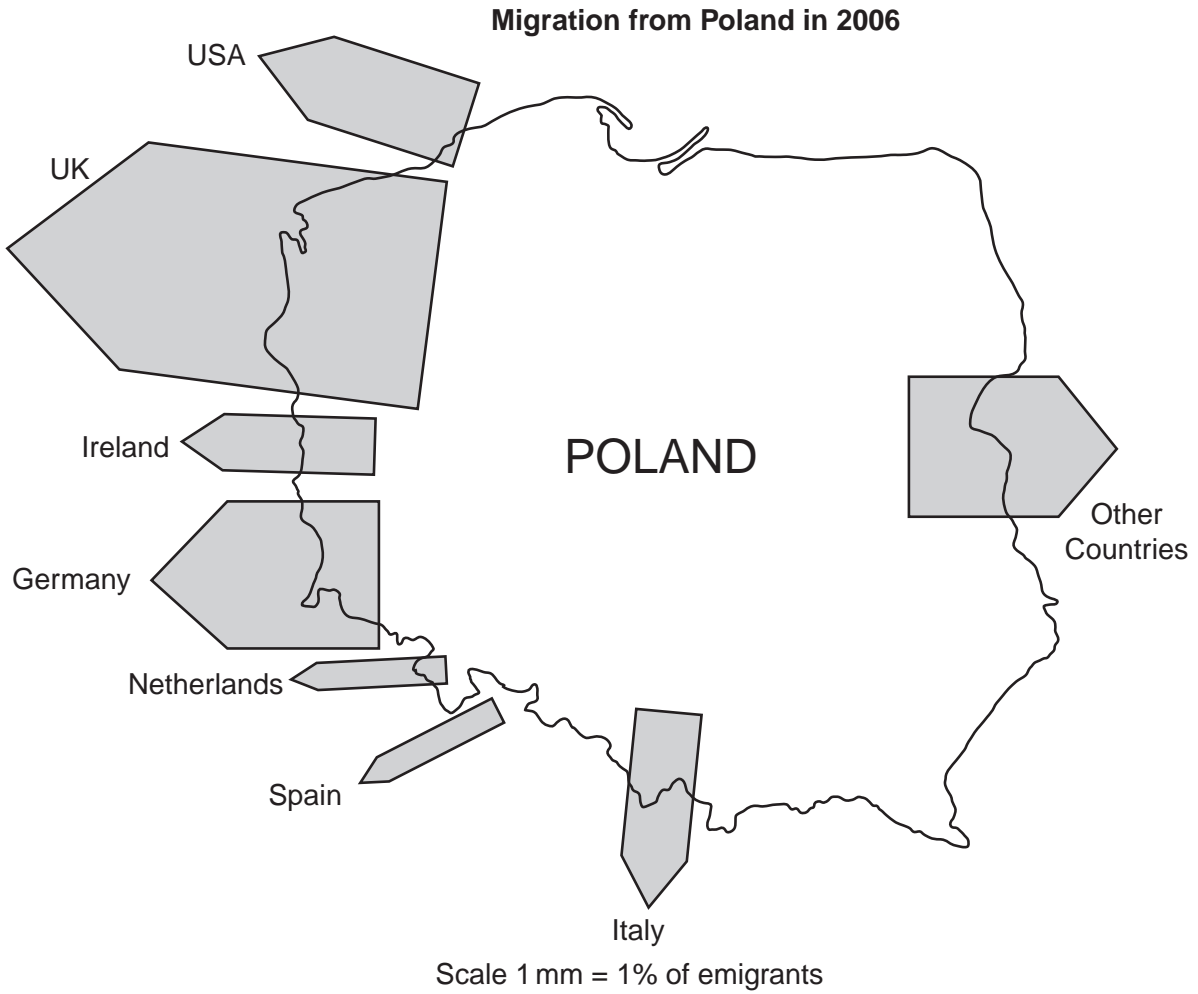 Migration from Poland in 2006
USA
UK
Ireland
POLAND
Other
Countries
Germany
Netherlands
Spain
Italy
Scale 1 mm = 1% of emigrants